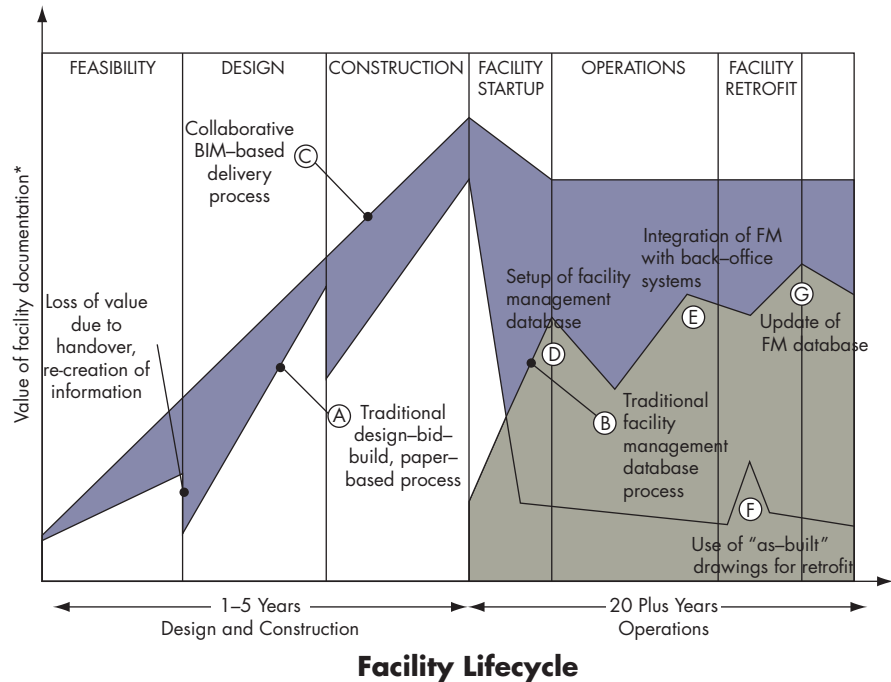 FEASIBILITY
DESIGN
CONSTRUCTION
FACILITY
STARTUP
OPERATIONS
FACILITY
RETROFIT
Value of facility documentation*
Collaborative
BIM–based
delivery
process
C
Loss of value
due to
handover,
re-creation of
information
A
Traditional
design–bid–
build, paper–
based process
Setup of facility
management
database
D
Integration of FM
with back–office
systems
E
G
Update of
FM database
B
Traditional
facility
management
database
process
F
Use of “as–built”
drawings for retrofit
1–5 Years
Design and Construction
20 Plus Years
Operations
Facility Lifecycle